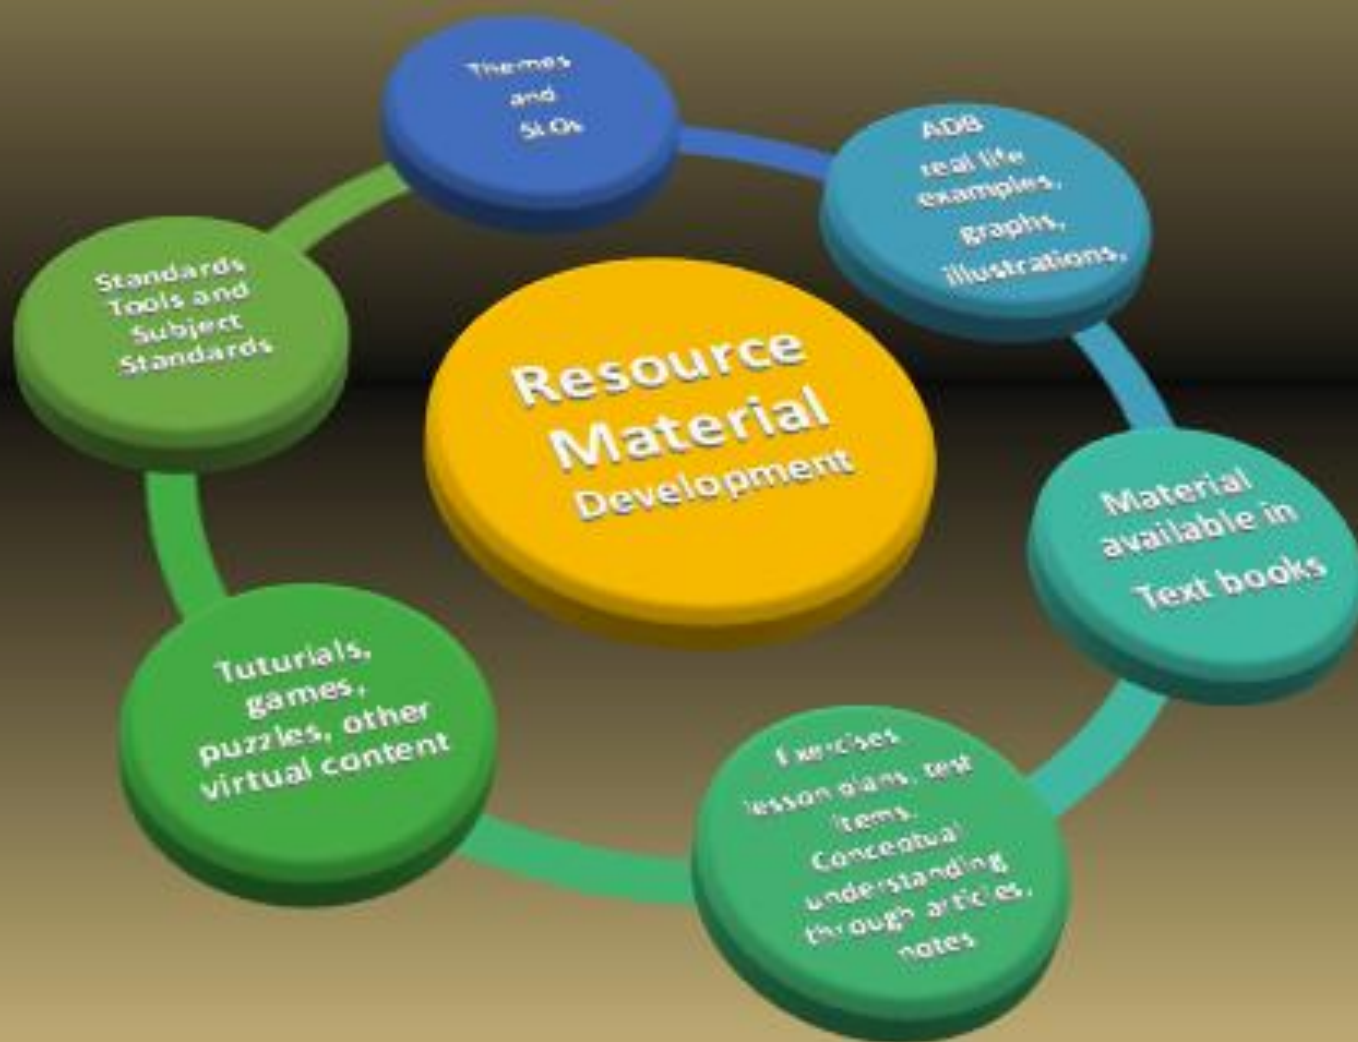 Themes
and
SLOs
ADB
real life
examples,
graphs,
illustrations,
Material
available in
Text books
Exercises
lesson plans, test
items.
Conceptual
understanding
through articles,
notes
Tuturials,
games,
puzzles, other
virtual content
Standards
Tools and
Subject
Standards
Resource
Material
Development